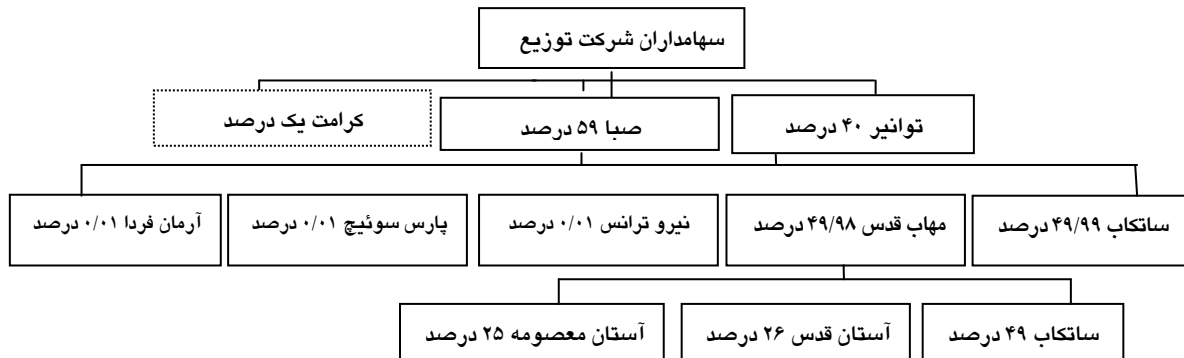 سهامداران شرکت توزیع
توانیر ۴۰ درصد
صبا ۵۹ درصد
کرامت یک درصد
ساتکاب ۴۹/۹۹ درصد
مهاب قدس ۴۹/۹۸ درصد
نیرو ترانس ۰/۰۱ درصد
پارس سوئیچ ۰/۰۱ درصد
آرمان فردا ۰/۰۱ درصد
ساتکاب ۴۹ درصد
آستان قدس ۲۶ درصد
آستان معصومه ۲۵ درصد